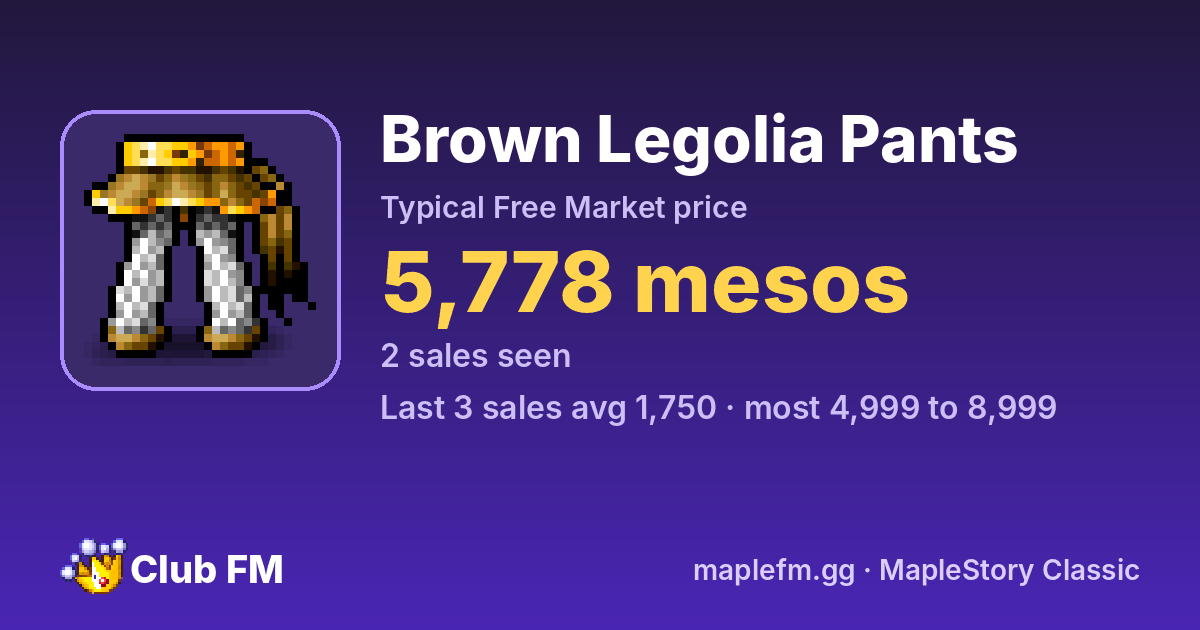 Brown Legolia Pants
Typical Free Market price
5,778 mesos
2 sales seen
Last 3 sales avg 1,750 · most 4,999 to 8,999
Club FM
maplefm.gg · MapleStory Classic